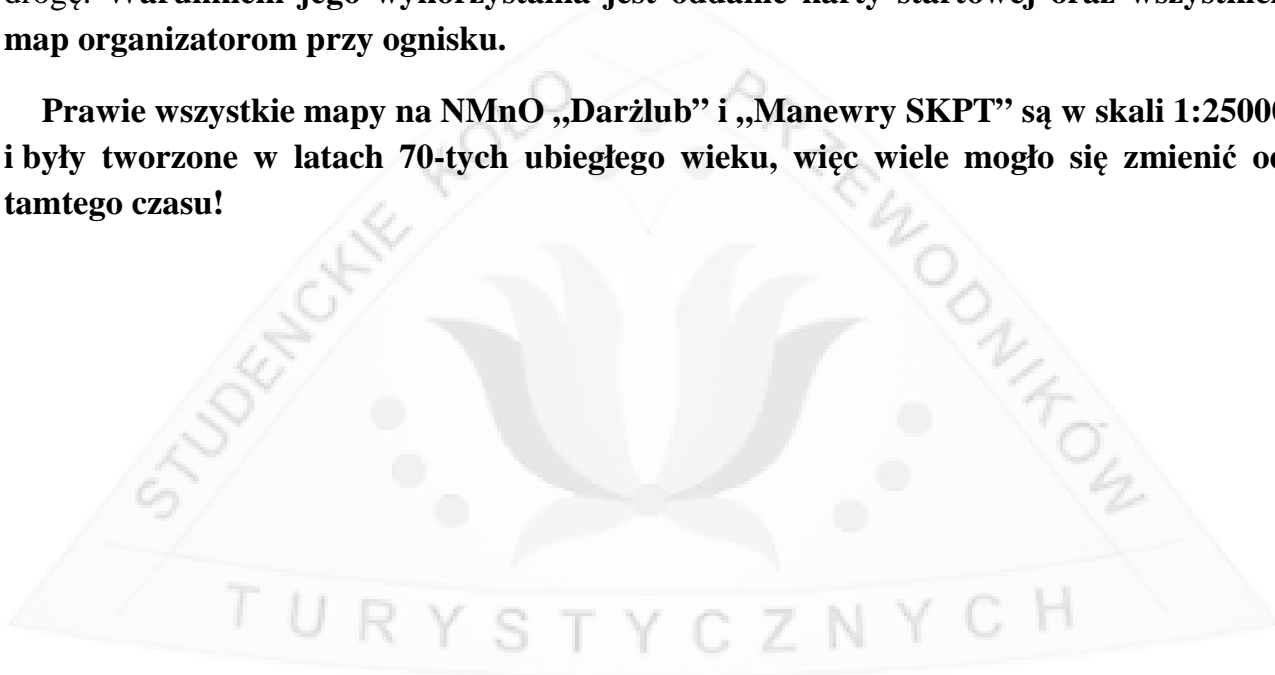 drogę. Warunkiem jego wykorzystania jest oddanie karty startowej oraz wszystkich
map organizatorom przy ognisku.
Prawie wszystkie mapy na NMnO „Darżlub” i „Manewry SKPT” są w skali 1:25000
i były tworzone w latach 70-tych ubiegłego wieku, więc wiele mogło się zmienić od
tamtego czasu!
STUDENCKIE KOŁO PRZEWODNIKÓW
TURYSTYCZNYCH